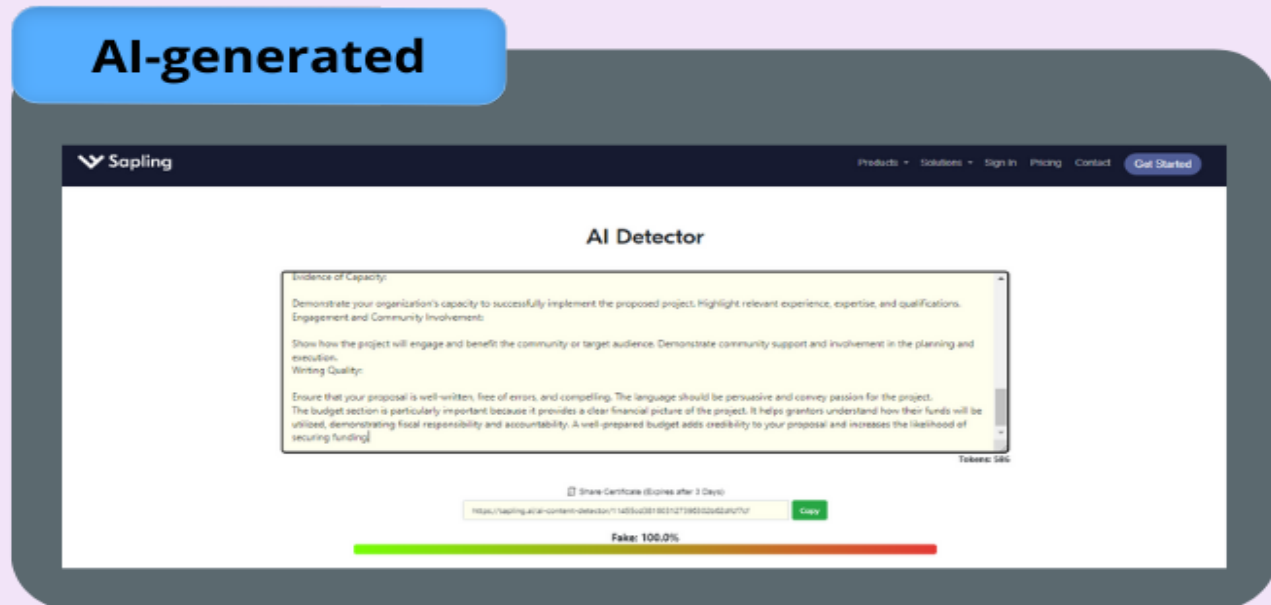 AI-generated
Sapling
Products Solutions Sign In Pricing Contact Get Started
AI Detector
Evidence of Capacity:
Demonstrate your organization's capacity to successfully implement the proposed project. Highlight relevant experience, expertise, and qualifications.
Engagement and Community Involvement:
Show how the project will engage and benefit the community or target audience. Demonstrate community support and involvement in the planning and
execution.
Writing Quality:
Ensure that your proposal is well-written, free of errors, and compelling. The language should be persuasive and convey passion for the project.
The budget section is particularly important because it provides a clear financial picture of the project. It helps grantors understand how their funds will be
utilized, demonstrating fiscal responsibility and accountability. A well-prepared budget adds credibility to your proposal and increases the likelihood of
securing funding
Tokens: 586
Share Certificate (Expires after 3 Days)
Copy
Fake: 100.0%